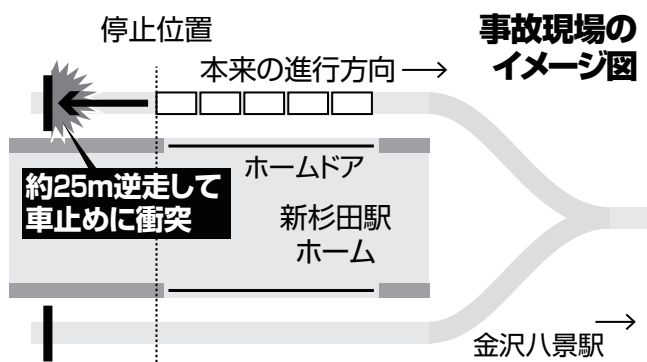 事故現場の
イメージ図
停止位置
本来の進行方向→
約25m逆走して
車止めに衝突
ホームドア
新杉田駅
ホーム
金沢八景駅